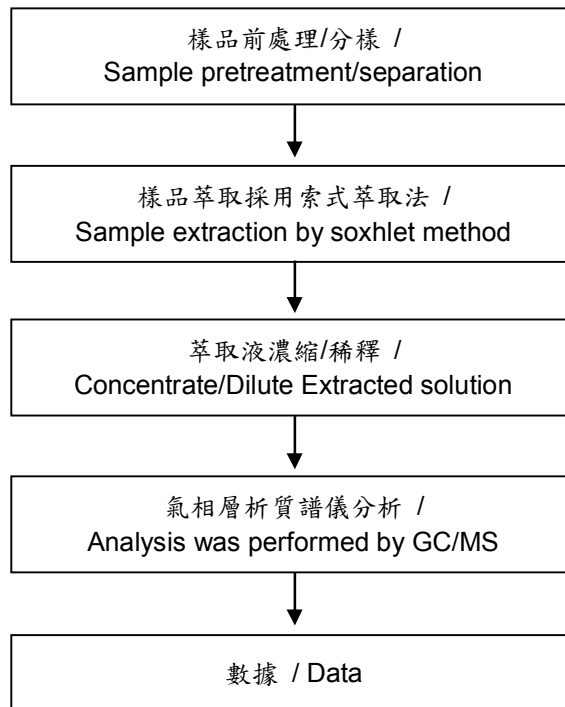 樣品前處理/分樣 /
Sample pretreatment/separation
樣品萃取採用索式萃取法 /
Sample extraction by soxhlet method
萃取液濃縮/稀釋 /
Concentrate/Dilute Extracted solution
氣相層析質譜儀分析 /
Analysis was performed by GC/MS
數據 / Data